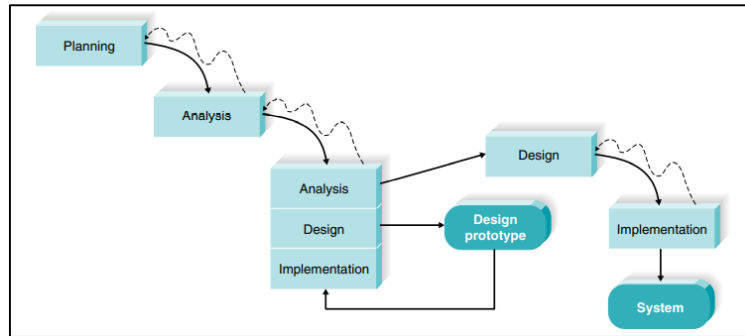 Planning
Analysis
Analysis
Design
Implementation
Design
prototype
Design
Implementation
System